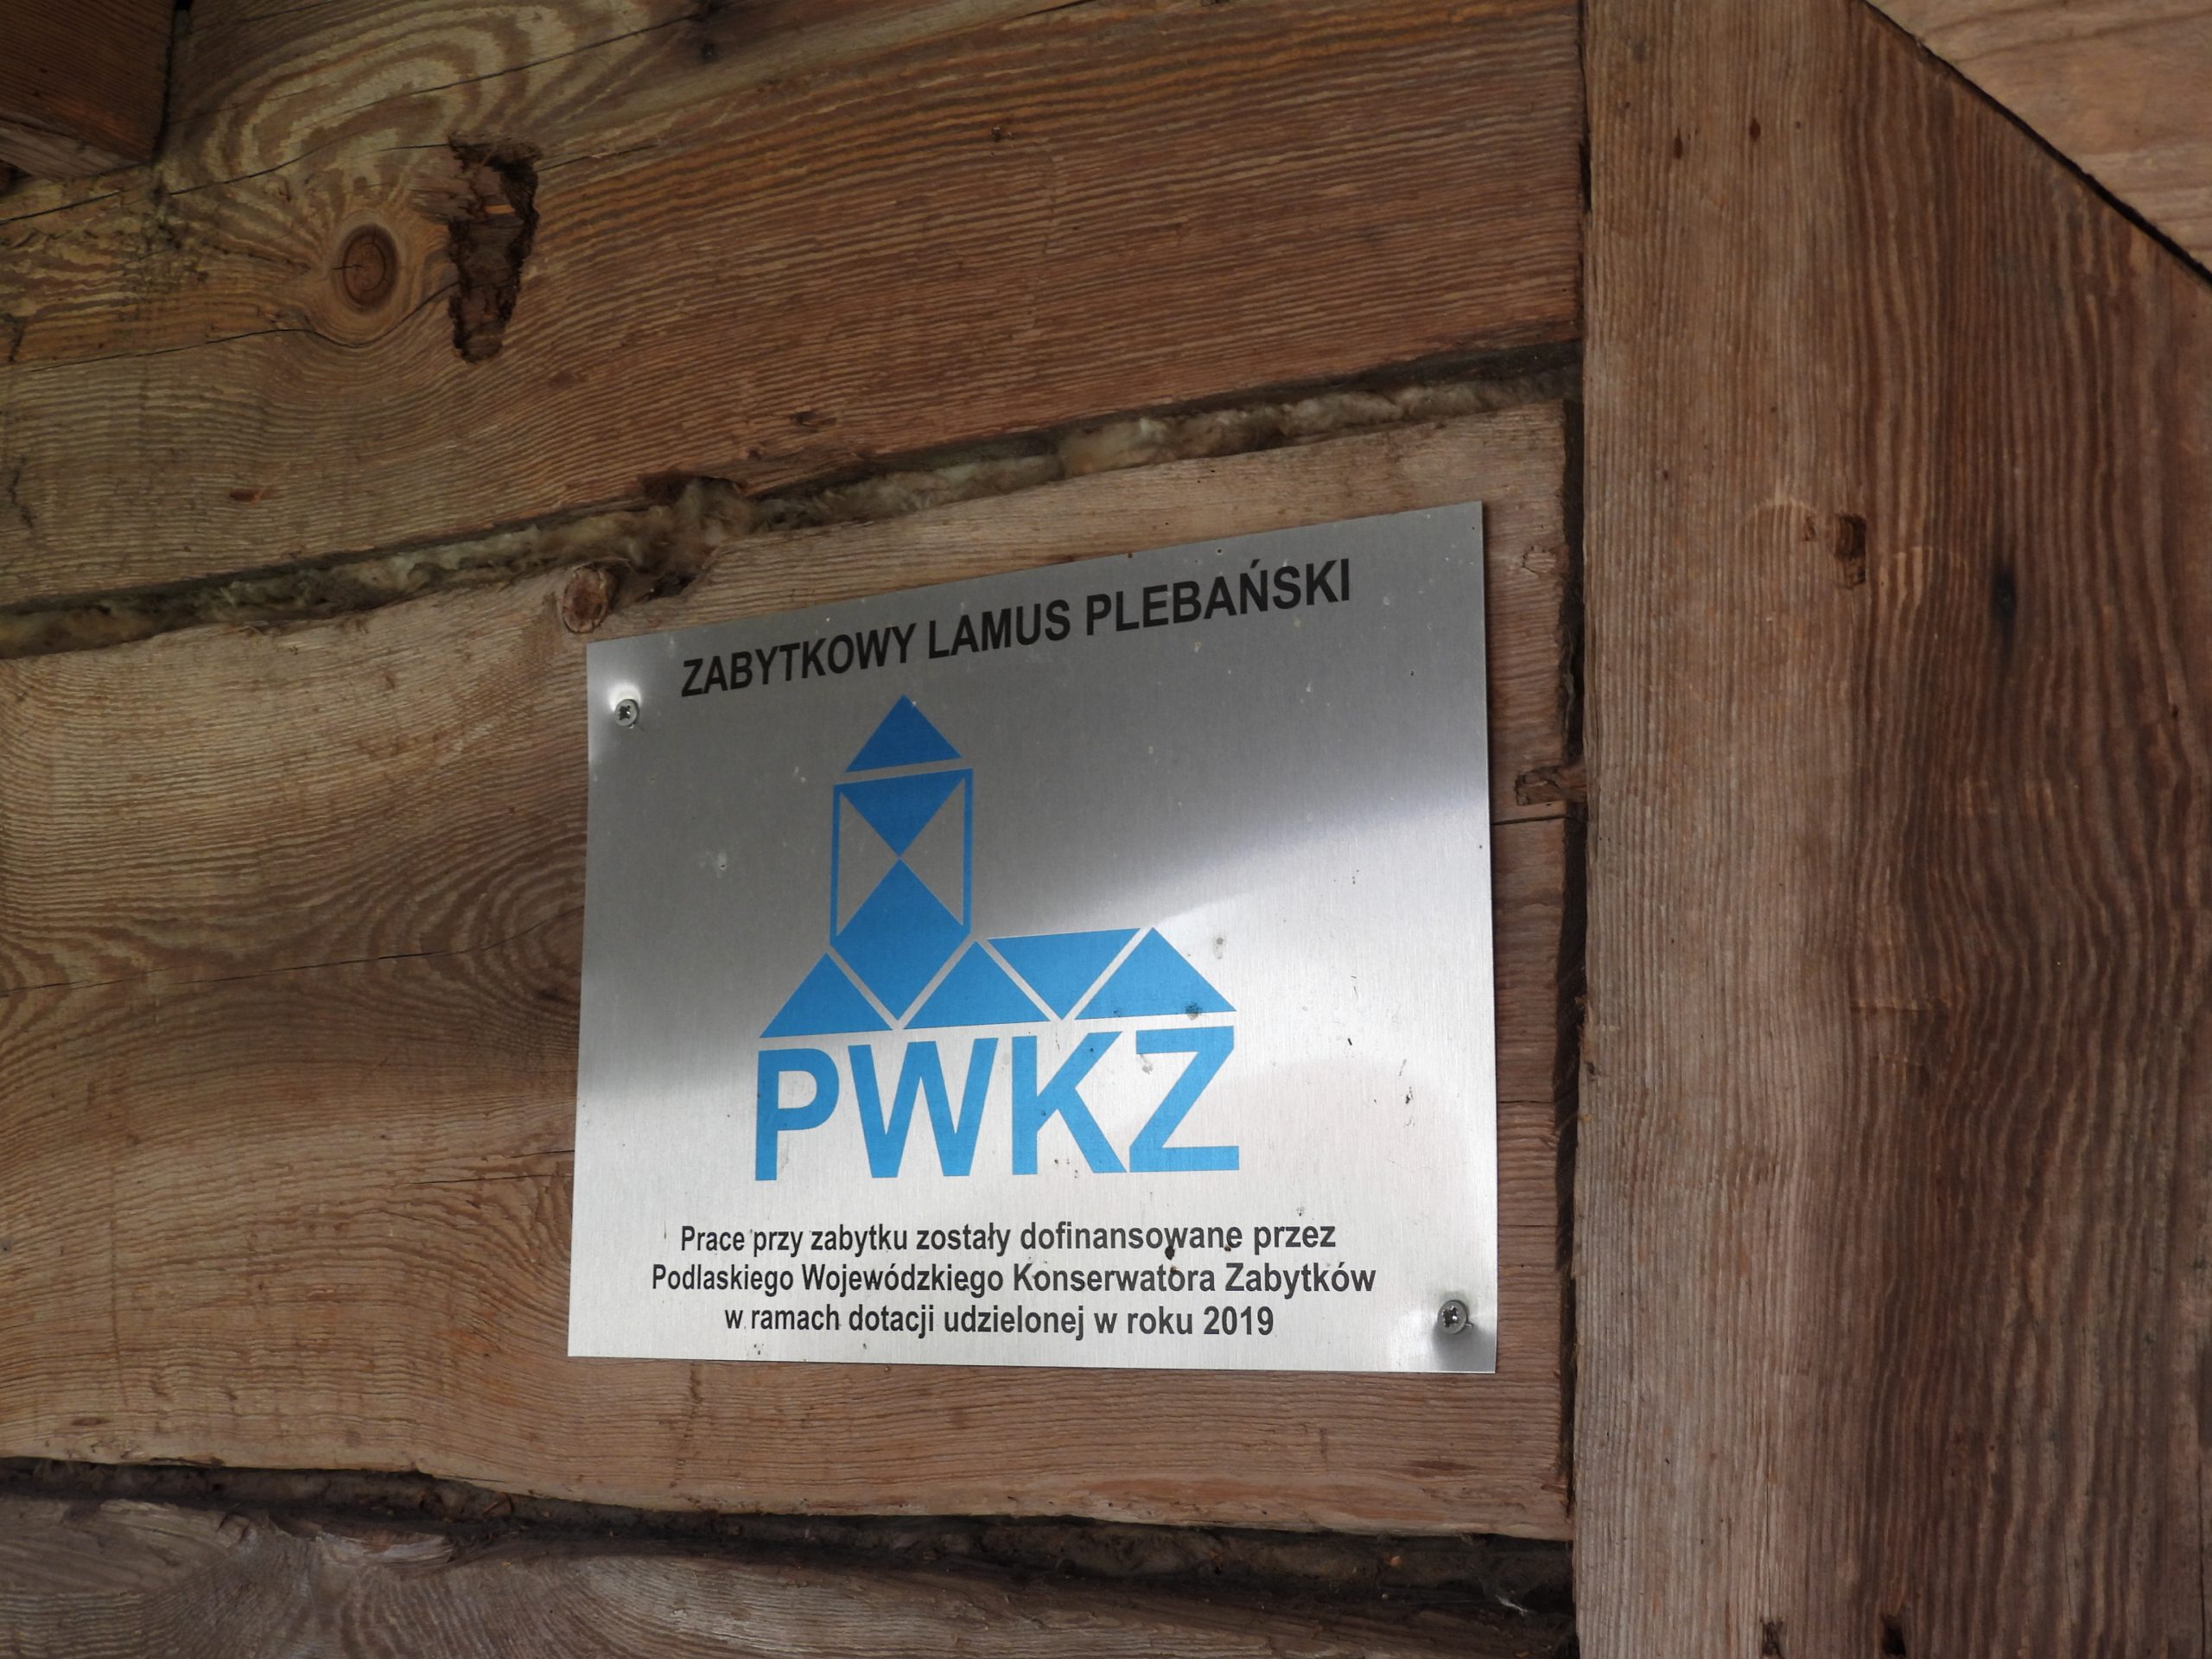 ZABYTKOWY LAMUS PLEBAŃSKI
PWKZ
Prace przy zabytku zostały dofinansowane przez
Podlaskiego Wojewódzkiego Konserwatora Zabytków
w ramach dotacji udzielonej w roku 2019